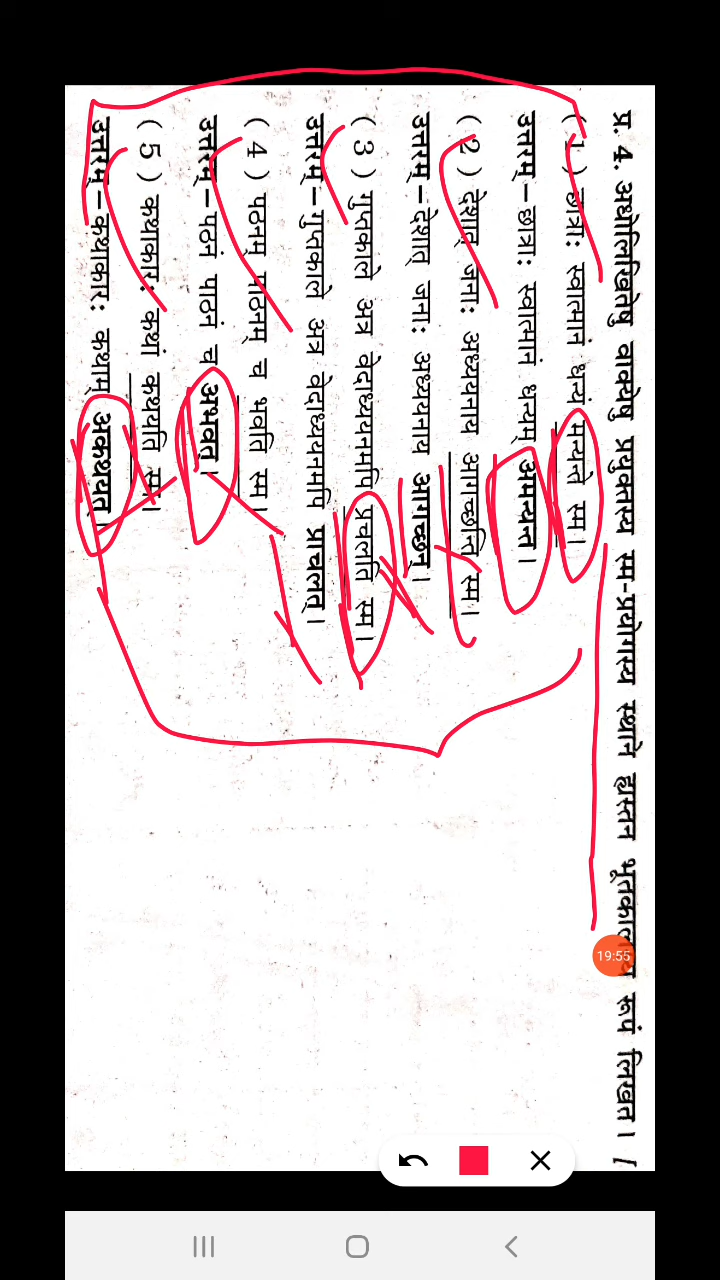 प्र. 4. अधोलिखितेषु वाक्येषु प्रयुक्तस्य स्म-प्रयोगस्य स्थाने ह्यस्तन भूतकालस्य रूपं लिखत। [
( 1 ) छात्राः स्वात्मानं धन्यं मन्यन्ते स्म।
उत्तरम् – छात्राः स्वात्मानं धन्यम् अमन्यन्त।
( 2 ) देशात् जनाः अध्ययनाय आगच्छन्ति स्म।
उत्तरम् – देशात् जनाः अध्ययनाय आगच्छन्।
( 3 ) गुप्तकाले अत्र वेदाध्ययनमपि प्रचलति स्म।
उत्तरम् – गुप्तकाले अत्र वेदाध्ययनमपि प्राचलत्।
( 4 ) पठनम् पाठनम् च भवति स्म।
उत्तरम् – पठनं पाठनं च अभवत।
( 5 ) कथाकारः कथां कथयति स्म।
उत्तरम् – कथाकारः कथाम् अकथयत्।
19:55